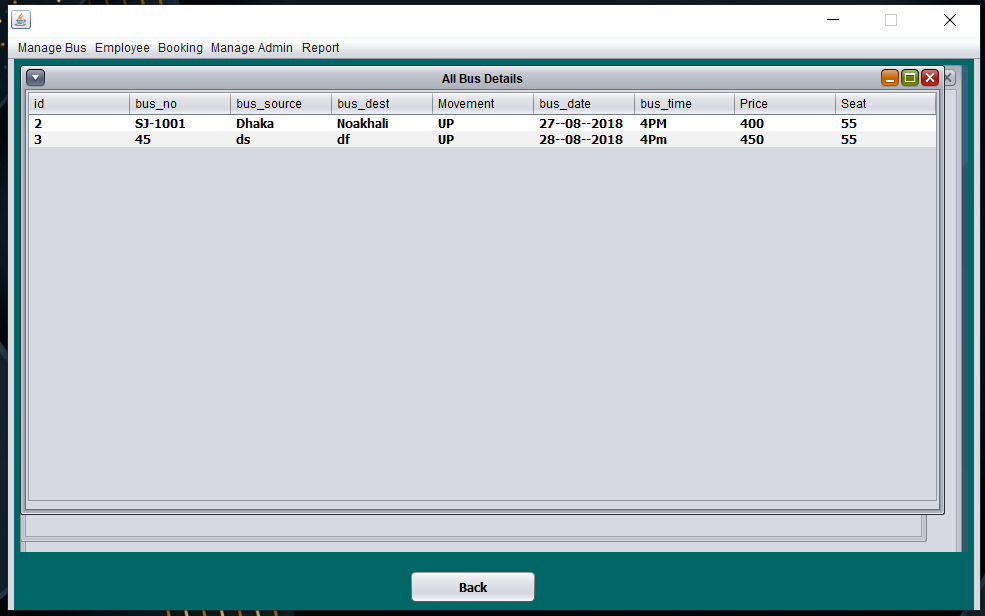 Manage Bus Employee Booking Manage Admin Report
All Bus Details
id bus_no bus_source bus_dest Movement bus_date bus_time Price Seat
2 SJ-1001 Dhaka Noakhali UP 27--08--2018 4PM 400 55
3 45 ds df UP 28--08--2018 4Pm 450 55
Back